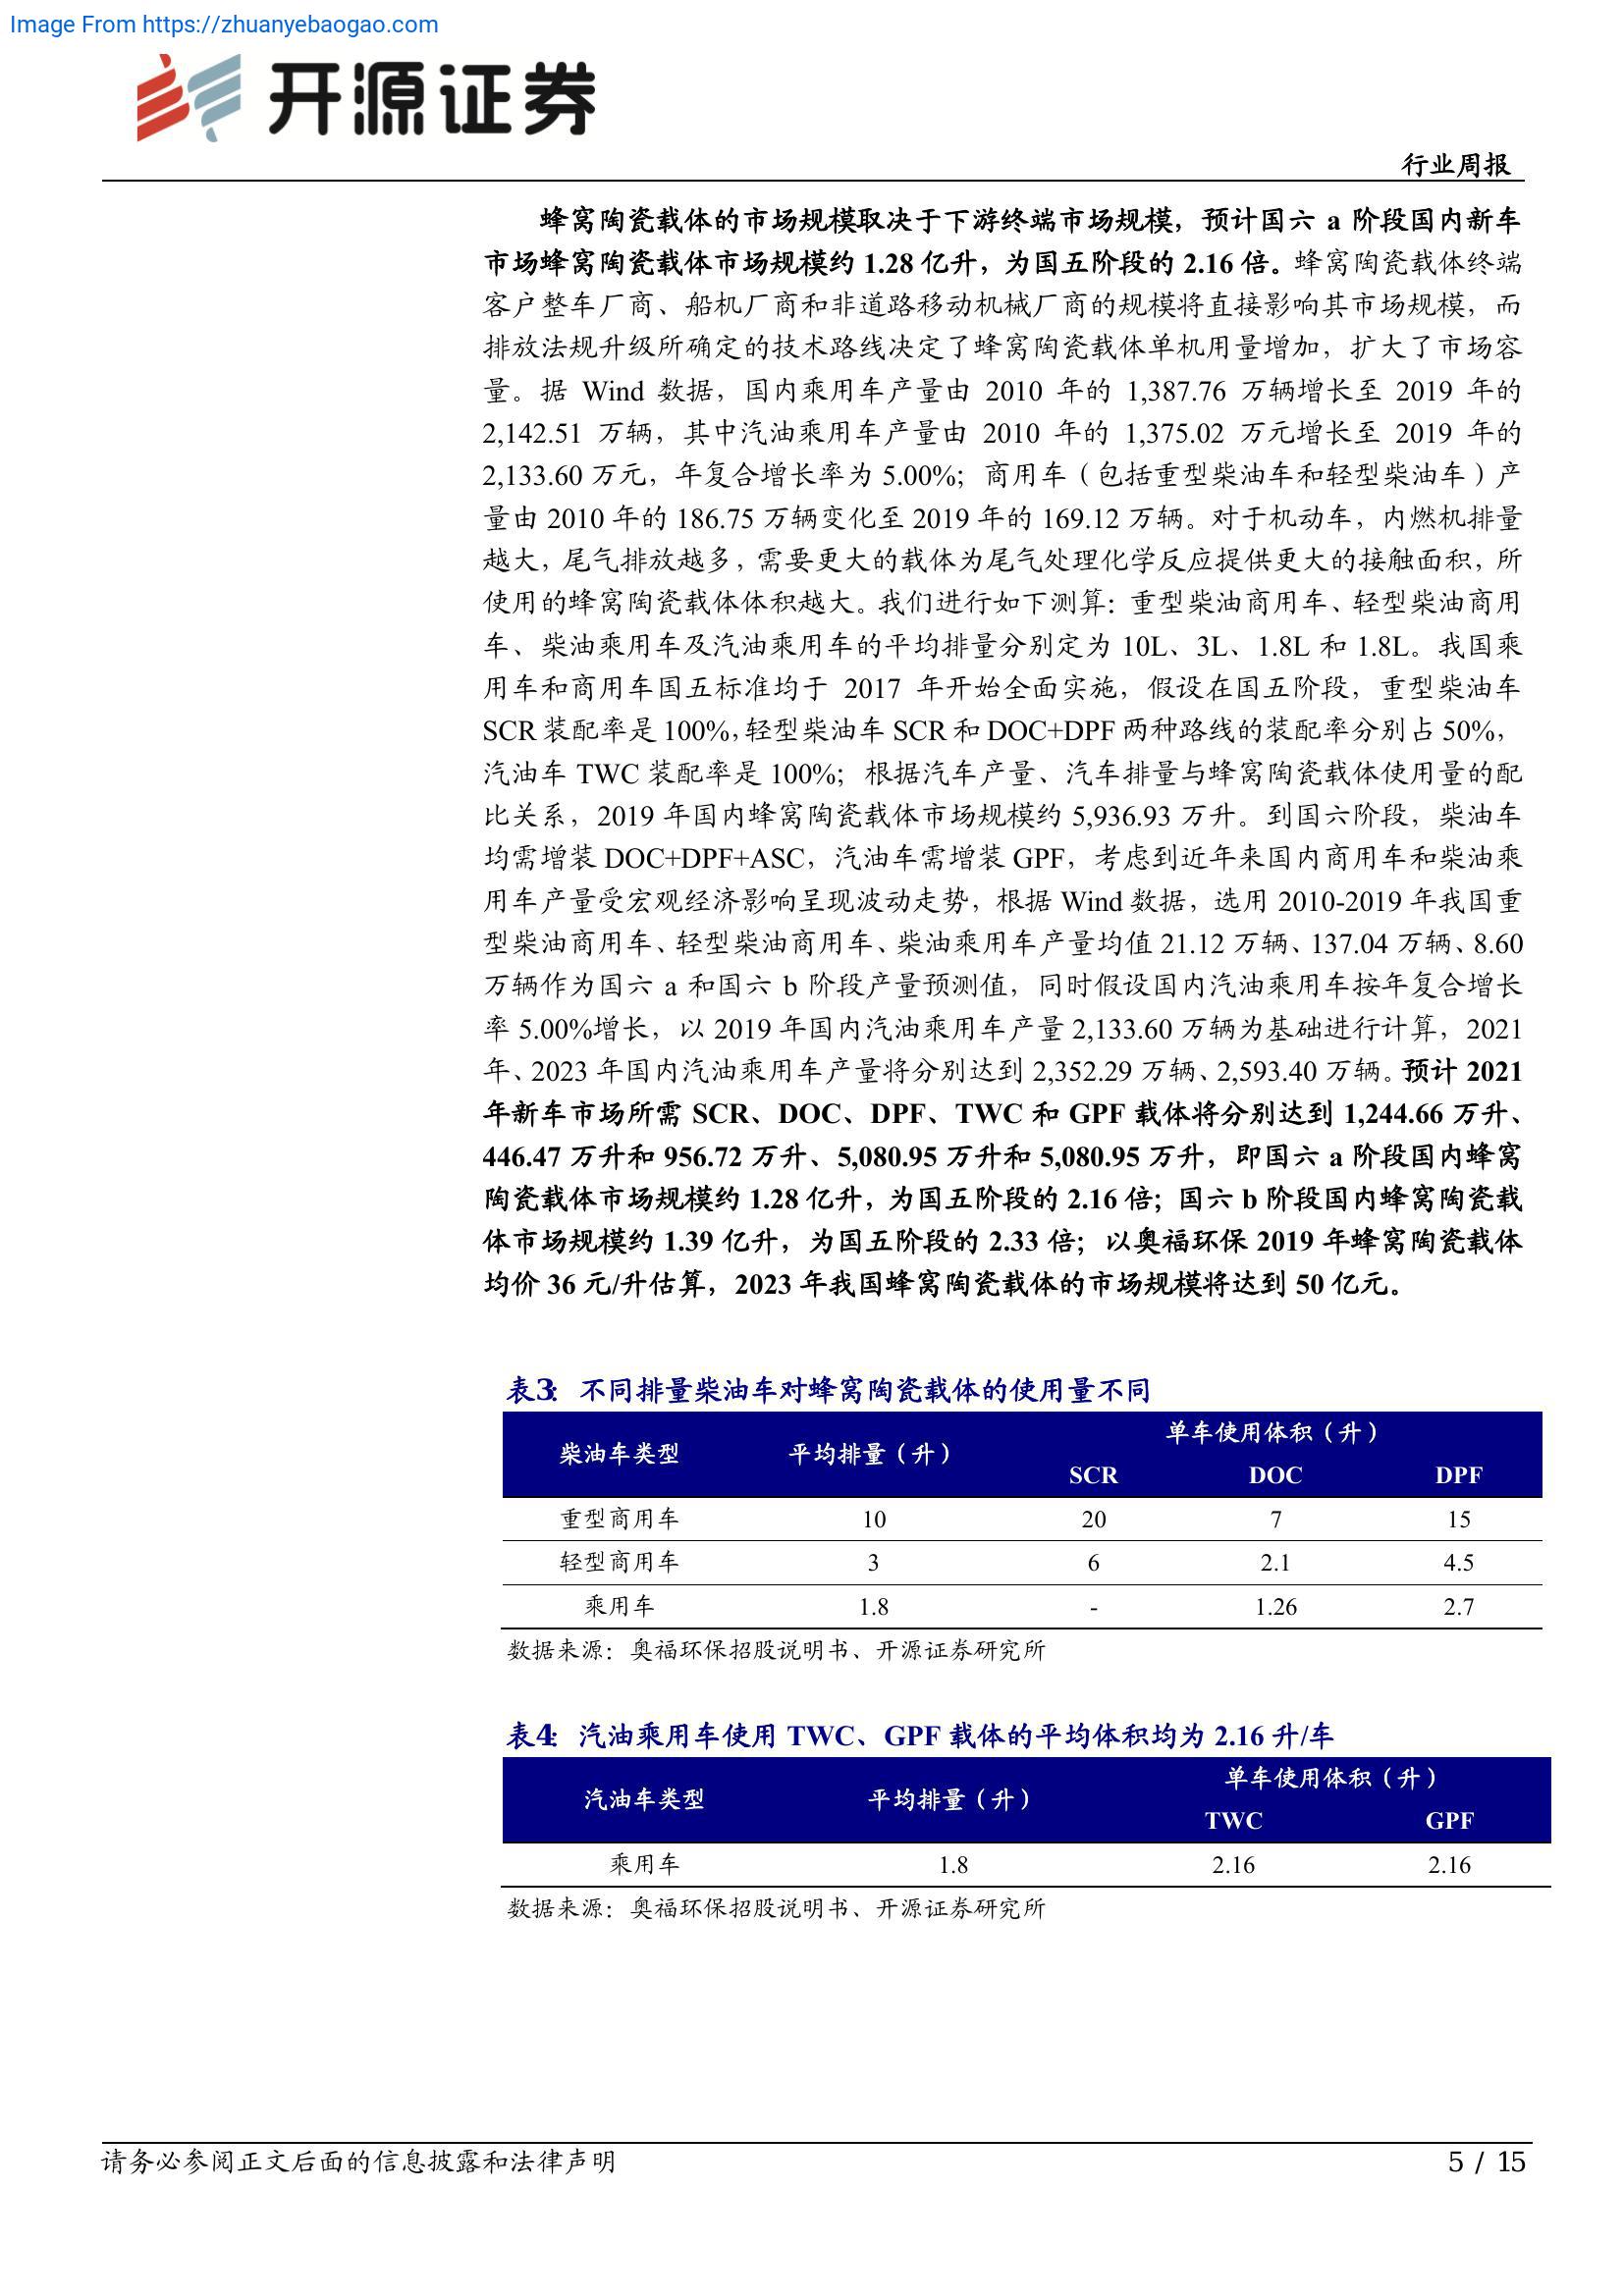 Image From https://zhuanyebaogao.com
开源证券
行业周报
蜂窝陶瓷载体的市场规模取决于下游终端市场规模，预计国六 a 阶段国内新车
市场蜂窝陶瓷载体市场规模约 1.28 亿升，为国五阶段的 2.16 倍。蜂窝陶瓷载体终端
客户整车厂商、船机厂商和非道路移动机械厂商的规模将直接影响其市场规模，而
排放法规升级所确定的技术路线决定了蜂窝陶瓷载体单机用量增加，扩大了市场容
量。据 Wind 数据，国内乘用车产量由 2010 年的 1,387.76 万辆增长至 2019 年的
2,142.51 万辆，其中汽油乘用车产量由 2010 年的 1,375.02 万元增长至 2019 年的
2,133.60 万元，年复合增长率为 5.00%；商用车（包括重型柴油车和轻型柴油车）产
量由 2010 年的 186.75 万辆变化至 2019 年的 169.12 万辆。对于机动车，内燃机排量
越大，尾气排放越多，需要更大的载体为尾气处理化学反应提供更大的接触面积，所
使用的蜂窝陶瓷载体体积越大。我们进行如下测算：重型柴油商用车、轻型柴油商用
车、柴油乘用车及汽油乘用车的平均排量分别定为 10L、3L、1.8L 和 1.8L。我国乘
用车和商用车国五标准均于 2017 年开始全面实施，假设在国五阶段，重型柴油车
SCR 装配率是 100%，轻型柴油车 SCR 和 DOC+DPF 两种路线的装配率分别占 50%，
汽油车 TWC 装配率是 100%；根据汽车产量、汽车排量与蜂窝陶瓷载体使用量的配
比关系，2019 年国内蜂窝陶瓷载体市场规模约 5,936.93 万升。到国六阶段，柴油车
均需增装 DOC+DPF+ASC，汽油车需增装 GPF，考虑到近年来国内商用车和柴油乘
用车产量受宏观经济影响呈现波动走势，根据 Wind 数据，选用 2010-2019 年我国重
型柴油商用车、轻型柴油商用车、柴油乘用车产量均值 21.12 万辆、137.04 万辆、8.60
万辆作为国六 a 和国六 b 阶段产量预测值，同时假设国内汽油乘用车按年复合增长
率 5.00%增长，以 2019 年国内汽油乘用车产量 2,133.60 万辆为基础进行计算，2021
年、2023 年国内汽油乘用车产量将分别达到 2,352.29 万辆、2,593.40 万辆。预计 2021
年新车市场所需 SCR、DOC、DPF、TWC 和 GPF 载体将分别达到 1,244.66 万升、
446.47 万升和 956.72 万升、5,080.95 万升和 5,080.95 万升，即国六 a 阶段国内蜂窝
陶瓷载体市场规模约 1.28 亿升，为国五阶段的 2.16 倍；国六 b 阶段国内蜂窝陶瓷载
体市场规模约 1.39 亿升，为国五阶段的 2.33 倍；以奥福环保 2019 年蜂窝陶瓷载体
均价 36 元/升估算，2023 年我国蜂窝陶瓷载体的市场规模将达到 50 亿元。
表3：不同排量柴油车对蜂窝陶瓷载体的使用量不同
柴油车类型 平均排量（升） 单车使用体积（升）
SCR DOC DPF
重型商用车 10 20 7 15
轻型商用车 3 6 2.1 4.5
乘用车 1.8 - 1.26 2.7
数据来源：奥福环保招股说明书、开源证券研究所
表4：汽油乘用车使用 TWC、GPF 载体的平均体积均为 2.16 升/车
汽油车类型 平均排量（升） 单车使用体积（升）
TWC GPF
乘用车 1.8 2.16 2.16
数据来源：奥福环保招股说明书、开源证券研究所
请务必参阅正文后面的信息披露和法律声明 5 / 15